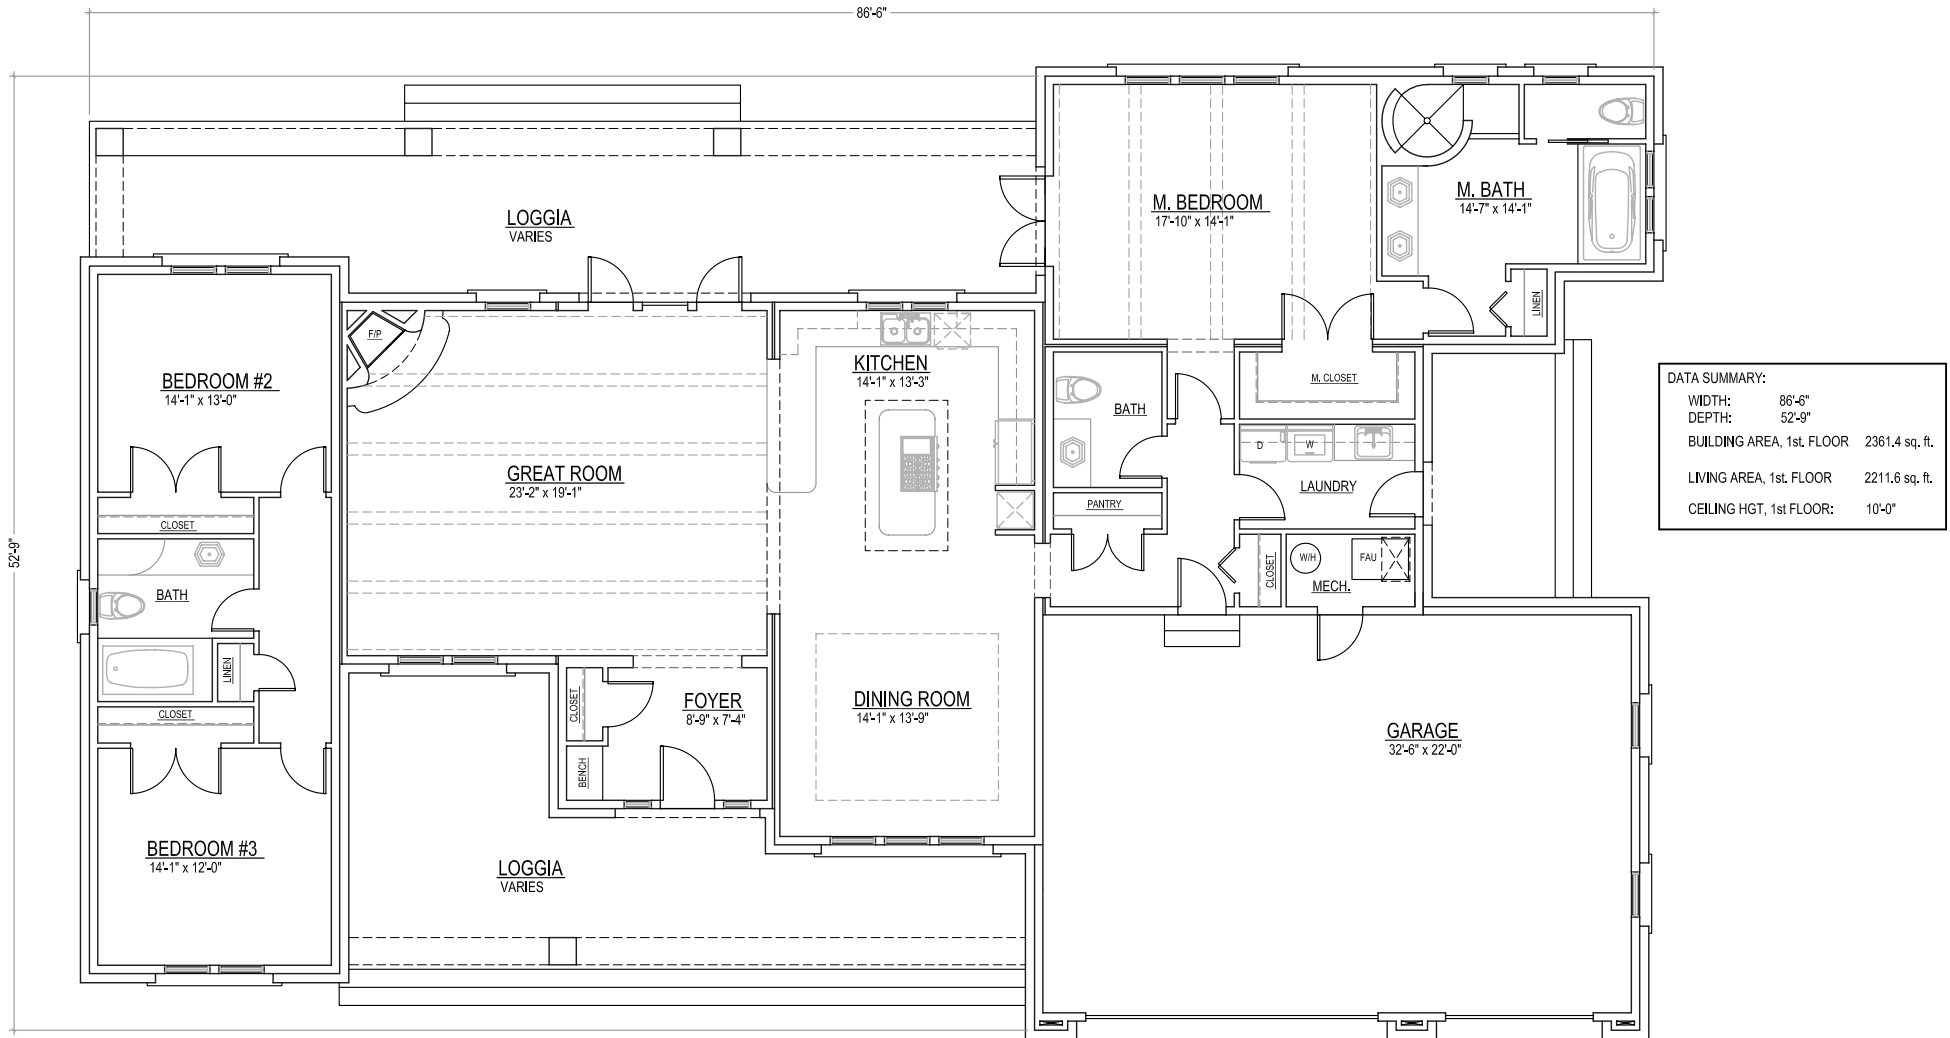 86'-6"
52'-9"
LOGGIA
VARIES
M. BEDROOM
17'-10" x 14'-1"
M. BATH
14'-7" x 14'-1"
LINEN
F/P
BEDROOM #2
14'-1" x 13'-0"
KITCHEN
14'-1" x 13'-3"
M. CLOSET
BATH
GREAT ROOM
23'-2" x 19'-1"
D
W
LAUNDRY
PANTRY
CLOSET
BATH
CLOSET
W/H
FAU
MECH.
LINEN
CLOSET
CLOSET
FOYER
8'-9" x 7'-4"
BENCH
DINING ROOM
14'-1" x 13'-9"
GARAGE
32'-6" x 22'-0"
BEDROOM #3
14'-1" x 12'-0"
LOGGIA
VARIES
DATA SUMMARY:
WIDTH: 86'-6"
DEPTH: 52'-9"
BUILDING AREA, 1st. FLOOR 2361.4 sq. ft.
LIVING AREA, 1st. FLOOR 2211.6 sq. ft.
CEILING HGT, 1st FLOOR: 10'-0"